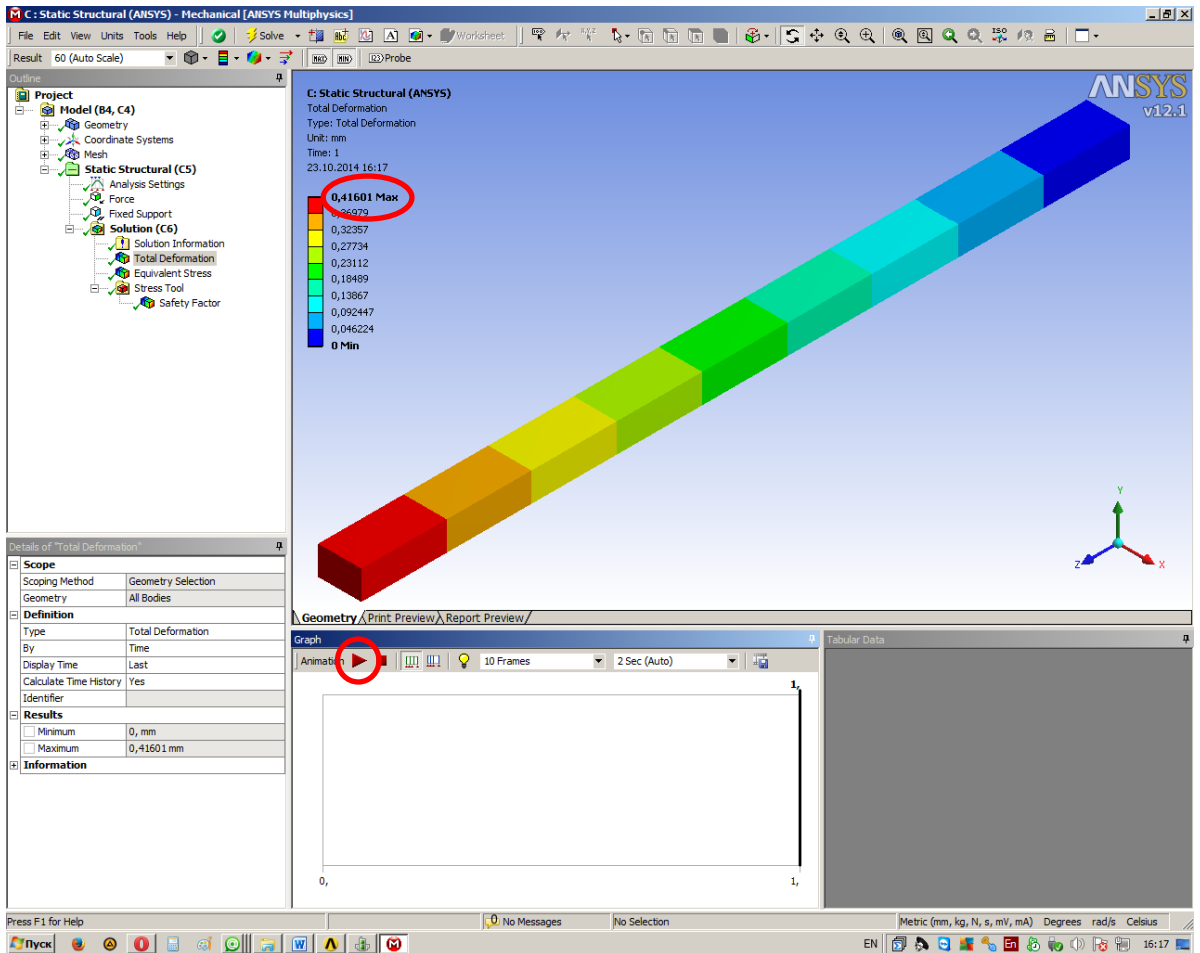 C : Static Structural (ANSYS) - Mechanical [ANSYS Multiphysics]
File Edit View Units Tools Help Solve Worksheet
Result 60 (Auto Scale) MAX MIN Probe
Outline
Project
Model (B4, C4)
Geometry
Coordinate Systems
Mesh
Static Structural (C5)
Analysis Settings
Force
Fixed Support
Solution (C6)
Solution Information
Total Deformation
Equivalent Stress
Stress Tool
Safety Factor
C: Static Structural (ANSYS)
Total Deformation
Type: Total Deformation
Unit: mm
Time: 1
23.10.2014 16:17
0,41601 Max
0,36979
0,32357
0,27734
0,23112
0,18489
0,13867
0,092447
0,046224
0 Min
ANSYS
v12.1
Y
Z X
Geometry Print Preview Report Preview
Details of "Total Deformation"
Scope
Scoping Method Geometry Selection
Geometry All Bodies
Definition
Type Total Deformation
By Time
Display Time Last
Calculate Time History Yes
Identifier
Results
Minimum 0, mm
Maximum 0,41601 mm
Information
Graph
Animation 10 Frames 2 Sec (Auto)
1,
0, 1,
Tabular Data
Press F1 for Help No Messages No Selection Metric (mm, kg, N, s, mV, mA) Degrees rad/s Celsius
Пуск EN En 16:17